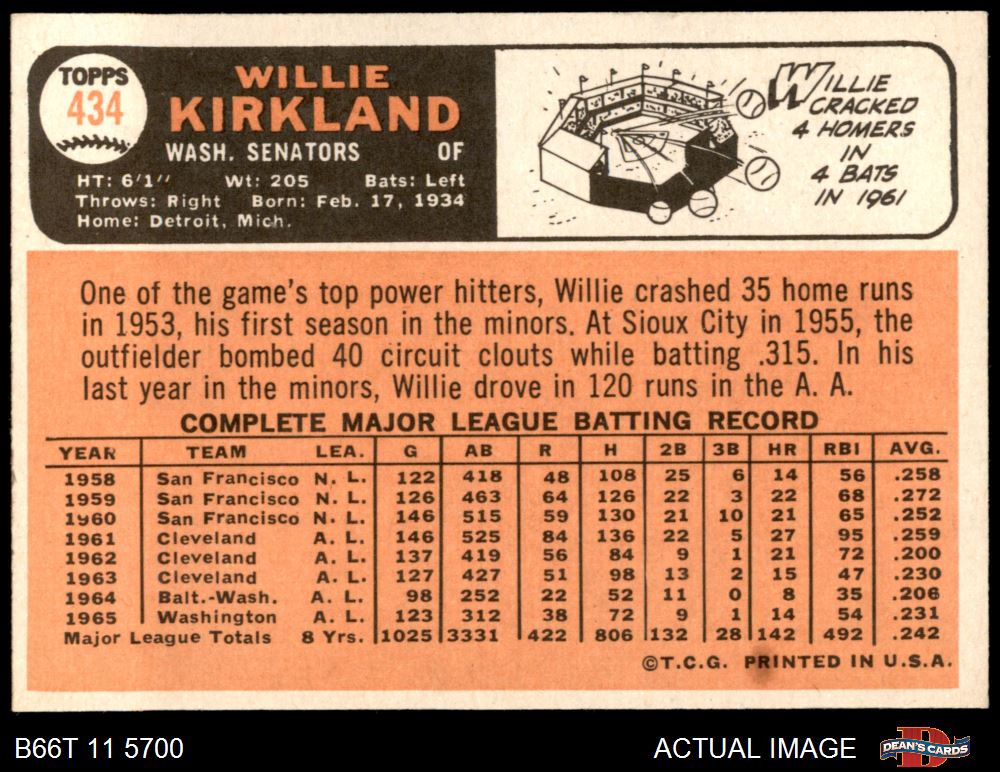 TOPPS
434
WILLIE
KIRKLAND
WASH. SENATORS OF
HT: 6'1" Wt: 205 Bats: Left
Throws: Right Born: Feb. 17, 1934
Home: Detroit, Mich.
WILLIE
CRACKED
4 HOMERS
IN
4 BATS
IN 1961
One of the game's top power hitters, Willie crashed 35 home runs
in 1953, his first season in the minors. At Sioux City in 1955, the
outfielder bombed 40 circuit clouts while batting .315. In his
last year in the minors, Willie drove in 120 runs in the A. A.
COMPLETE MAJOR LEAGUE BATTING RECORD
YEAR TEAM LEA. G AB R H 2B 3B HR RBI AVG.
1958 San Francisco N. L. 122 418 48 108 25 6 14 56 .258
1959 San Francisco N. L. 126 463 64 126 22 3 22 68 .272
1960 San Francisco N. L. 146 515 59 130 21 10 21 65 .252
1961 Cleveland A. L. 146 525 84 136 22 5 27 95 .259
1962 Cleveland A. L. 137 419 56 84 9 1 21 72 .200
1963 Cleveland A. L. 127 427 51 98 13 2 15 47 .230
1964 Balt.-Wash. A. L. 98 252 22 52 11 0 8 35 .206
1965 Washington A. L. 123 312 38 72 9 1 14 54 .231
Major League Totals 8 Yrs. 1025 3331 422 806 132 28 142 492 .242
©T.C.G. PRINTED IN U.S.A.
B66T 11 5700 ACTUAL IMAGE DEAN'S CARDS